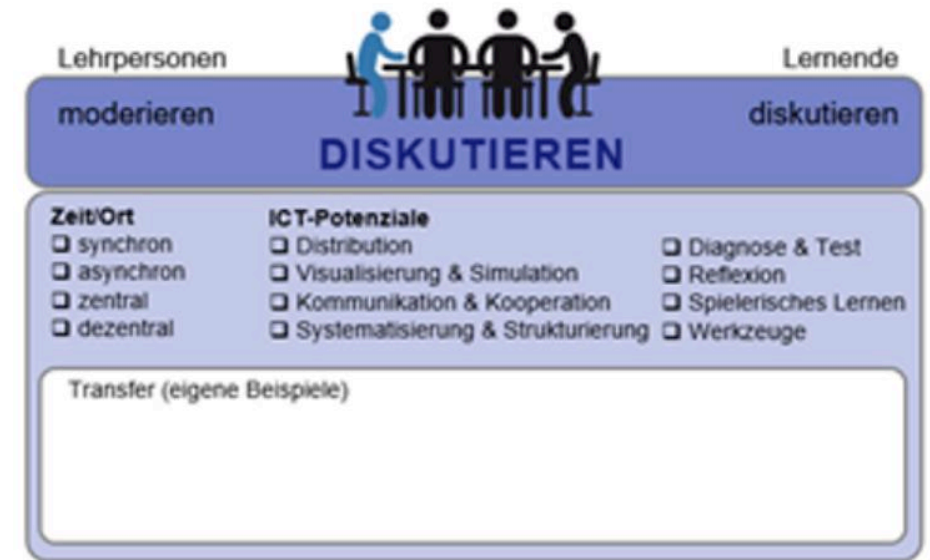 Lehrpersonen Lernende
moderieren diskutieren
DISKUTIEREN
Zeit/Ort
❑ synchron
❑ asynchron
❑ zentral
❑ dezentral
ICT-Potenziale
❑ Distribution
❑ Visualisierung & Simulation
❑ Kommunikation & Kooperation
❑ Systematisierung & Strukturierung
❑ Diagnose & Test
❑ Reflexion
❑ Spielerisches Lernen
❑ Werkzeuge
Transfer (eigene Beispiele)